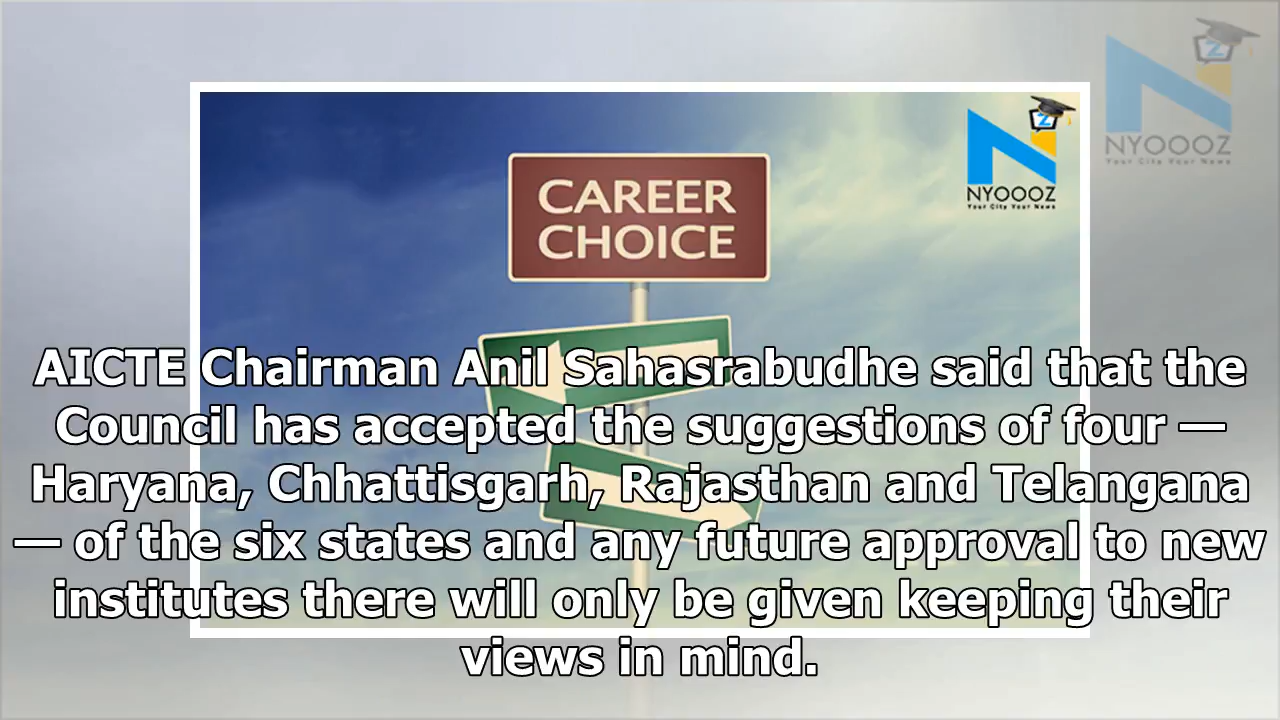 Z
NYOOOZ
Your City Your News
Z
NYOOOZ
Your City Your News
CAREER
CHOICE
AICTE Chairman Anil Sahasrabudhe said that the
Council has accepted the suggestions of four —
Haryana, Chhattisgarh, Rajasthan and Telangana
— of the six states and any future approval to new
institutes there will only be given keeping their
views in mind.